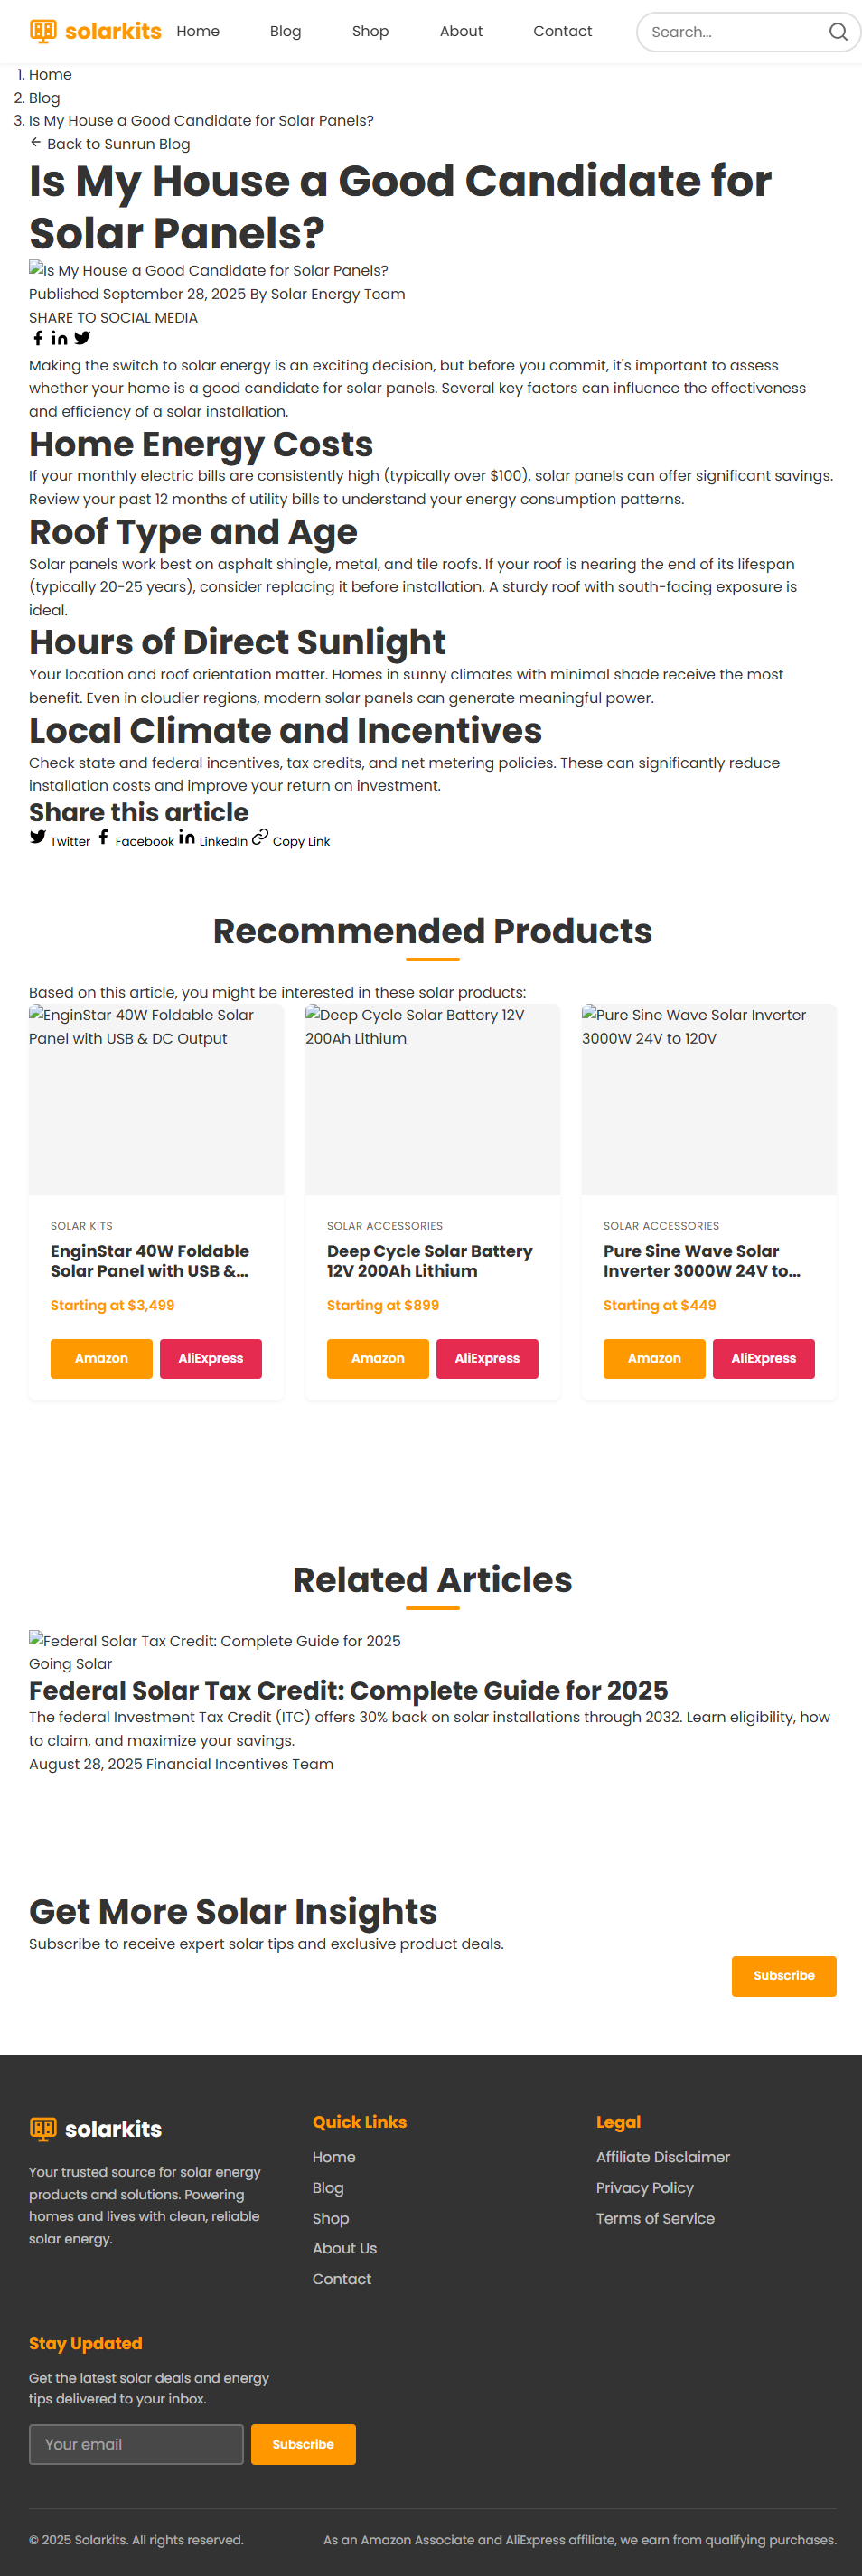 solarkits
Home
Blog
Shop
About
Contact
Search...
1. Home
2. Blog
3. Is My House a Good Candidate for Solar Panels?
Back to Sunrun Blog
Is My House a Good Candidate for
Solar Panels?
Is My House a Good Candidate for Solar Panels?
Published September 28, 2025 By Solar Energy Team
SHARE TO SOCIAL MEDIA
Making the switch to solar energy is an exciting decision, but before you commit, it's important to assess
whether your home is a good candidate for solar panels. Several key factors can influence the effectiveness
and efficiency of a solar installation.
Home Energy Costs
If your monthly electric bills are consistently high (typically over $100), solar panels can offer significant savings.
Review your past 12 months of utility bills to understand your energy consumption patterns.
Roof Type and Age
Solar panels work best on asphalt shingle, metal, and tile roofs. If your roof is nearing the end of its lifespan
(typically 20-25 years), consider replacing it before installation. A sturdy roof with south-facing exposure is
ideal.
Hours of Direct Sunlight
Your location and roof orientation matter. Homes in sunny climates with minimal shade receive the most
benefit. Even in cloudier regions, modern solar panels can generate meaningful power.
Local Climate and Incentives
Check state and federal incentives, tax credits, and net metering policies. These can significantly reduce
installation costs and improve your return on investment.
Share this article
Twitter Facebook LinkedIn Copy Link
Recommended Products
Based on this article, you might be interested in these solar products:
EnginStar 40W Foldable Solar
Panel with USB & DC Output
SOLAR KITS
EnginStar 40W Foldable
Solar Panel with USB &...
Starting at $3,499
Amazon
AliExpress
Deep Cycle Solar Battery 12V
200Ah Lithium
SOLAR ACCESSORIES
Deep Cycle Solar Battery
12V 200Ah Lithium
Starting at $899
Amazon
AliExpress
Pure Sine Wave Solar Inverter
3000W 24V to 120V
SOLAR ACCESSORIES
Pure Sine Wave Solar
Inverter 3000W 24V to...
Starting at $449
Amazon
AliExpress
Related Articles
Federal Solar Tax Credit: Complete Guide for 2025
Going Solar
Federal Solar Tax Credit: Complete Guide for 2025
The federal Investment Tax Credit (ITC) offers 30% back on solar installations through 2032. Learn eligibility, how
to claim, and maximize your savings.
August 28, 2025 Financial Incentives Team
Get More Solar Insights
Subscribe to receive expert solar tips and exclusive product deals.
Subscribe
solarkits
Your trusted source for solar energy
products and solutions. Powering
homes and lives with clean, reliable
solar energy.
Quick Links
Home
Blog
Shop
About Us
Contact
Legal
Affiliate Disclaimer
Privacy Policy
Terms of Service
Stay Updated
Get the latest solar deals and energy
tips delivered to your inbox.
Your email
Subscribe
© 2025 Solarkits. All rights reserved.
As an Amazon Associate and AliExpress affiliate, we earn from qualifying purchases.